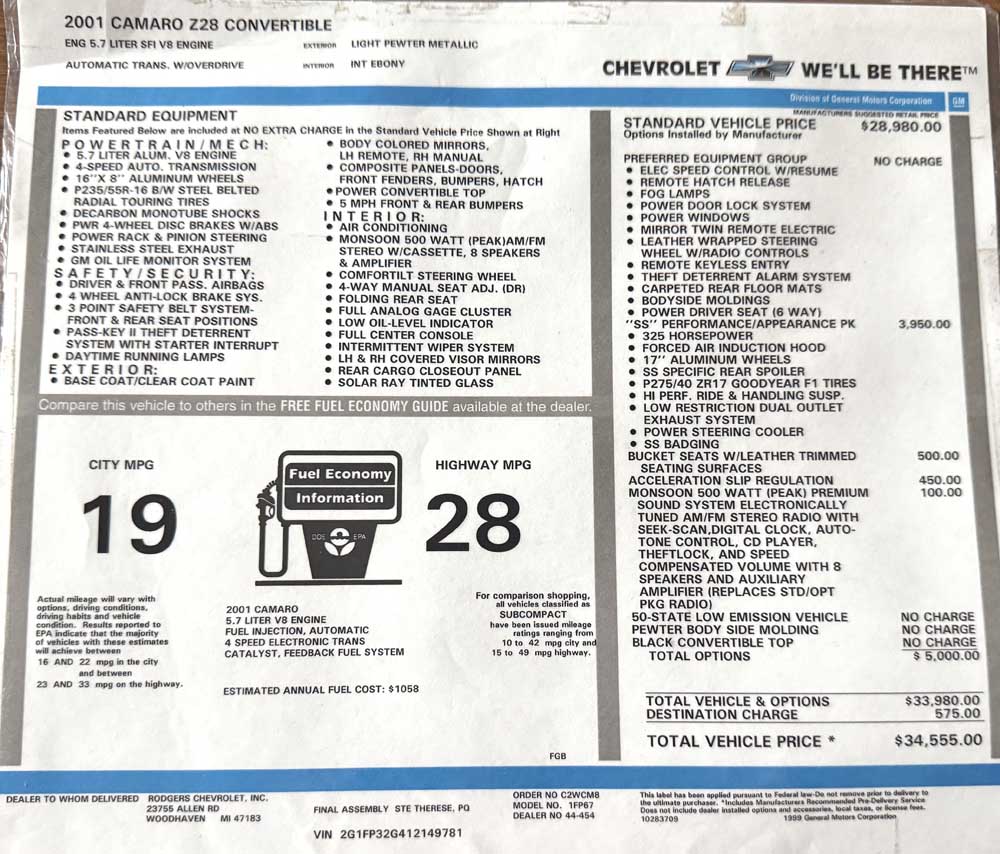 2001 CAMARO Z28 CONVERTIBLE
ENG 5.7 LITER SFI V8 ENGINE
EXTERIOR LIGHT PEWTER METALLIC
AUTOMATIC TRANS. W/OVERDRIVE
INTERIOR INT EBONY
CHEVROLET WE'LL BE THERE™
Division of General Motors Corporation GM
STANDARD EQUIPMENT
Items Featured Below are included at NO EXTRA CHARGE in the Standard Vehicle Price Shown at Right
POWERTRAIN/MECH:
• 5.7 LITER ALUM. V8 ENGINE
• 4-SPEED AUTO. TRANSMISSION
• 16"X 8" ALUMINUM WHEELS
• P235/55R-16 B/W STEEL BELTED
RADIAL TOURING TIRES
• DECARBON MONOTUBE SHOCKS
• PWR 4-WHEEL DISC BRAKES W/ABS
• POWER RACK & PINION STEERING
• STAINLESS STEEL EXHAUST
• GM OIL LIFE MONITOR SYSTEM
SAFETY/SECURITY:
• DRIVER & FRONT PASS. AIRBAGS
• 4 WHEEL ANTI-LOCK BRAKE SYS.
• 3 POINT SAFETY BELT SYSTEM-
FRONT & REAR SEAT POSITIONS
• PASS-KEY II THEFT DETERRENT
SYSTEM WITH STARTER INTERRUPT
• DAYTIME RUNNING LAMPS
EXTERIOR:
• BASE COAT/CLEAR COAT PAINT
• BODY COLORED MIRRORS,
LH REMOTE, RH MANUAL
• COMPOSITE PANELS-DOORS,
FRONT FENDERS, BUMPERS, HATCH
• POWER CONVERTIBLE TOP
• 5 MPH FRONT & REAR BUMPERS
INTERIOR:
• AIR CONDITIONING
• MONSOON 500 WATT (PEAK)AM/FM
STEREO W/CASSETTE, 8 SPEAKERS
& AMPLIFIER
• COMFORTILT STEERING WHEEL
• 4-WAY MANUAL SEAT ADJ. (DR)
• FOLDING REAR SEAT
• FULL ANALOG GAGE CLUSTER
• LOW OIL-LEVEL INDICATOR
• FULL CENTER CONSOLE
• INTERMITTENT WIPER SYSTEM
• LH & RH COVERED VISOR MIRRORS
• REAR CARGO CLOSEOUT PANEL
• SOLAR RAY TINTED GLASS
MANUFACTURERS SUGGESTED RETAIL PRICE
STANDARD VEHICLE PRICE $28,980.00
Options Installed by Manufacturer
PREFERRED EQUIPMENT GROUP NO CHARGE
• ELEC SPEED CONTROL W/RESUME
• REMOTE HATCH RELEASE
• FOG LAMPS
• POWER DOOR LOCK SYSTEM
• POWER WINDOWS
• MIRROR TWIN REMOTE ELECTRIC
• LEATHER WRAPPED STEERING
WHEEL W/RADIO CONTROLS
• REMOTE KEYLESS ENTRY
• THEFT DETERRENT ALARM SYSTEM
• CARPETED REAR FLOOR MATS
• BODYSIDE MOLDINGS
• POWER DRIVER SEAT (6 WAY)
"SS" PERFORMANCE/APPEARANCE PK 3,950.00
• 325 HORSEPOWER
• FORCED AIR INDUCTION HOOD
• 17" ALUMINUM WHEELS
• SS SPECIFIC REAR SPOILER
• P275/40 ZR17 GOODYEAR F1 TIRES
• HI PERF. RIDE & HANDLING SUSP.
• LOW RESTRICTION DUAL OUTLET
EXHAUST SYSTEM
• POWER STEERING COOLER
• SS BADGING
BUCKET SEATS W/LEATHER TRIMMED 500.00
SEATING SURFACES
ACCELERATION SLIP REGULATION 450.00
MONSOON 500 WATT (PEAK) PREMIUM 100.00
SOUND SYSTEM ELECTRONICALLY
TUNED AM/FM STEREO RADIO WITH
SEEK-SCAN,DIGITAL CLOCK, AUTO-
TONE CONTROL, CD PLAYER,
THEFTLOCK, AND SPEED
COMPENSATED VOLUME WITH 8
SPEAKERS AND AUXILIARY
AMPLIFIER (REPLACES STD/OPT
PKG RADIO)
50-STATE LOW EMISSION VEHICLE NO CHARGE
PEWTER BODY SIDE MOLDING NO CHARGE
BLACK CONVERTIBLE TOP NO CHARGE
TOTAL OPTIONS $ 5,000.00
TOTAL VEHICLE & OPTIONS $33,980.00
DESTINATION CHARGE 575.00
TOTAL VEHICLE PRICE * $34,555.00
Compare this vehicle to others in the FREE FUEL ECONOMY GUIDE available at the dealer.
CITY MPG
19
Fuel Economy
Information
DOE EPA
HIGHWAY MPG
28
Actual mileage will vary with
options, driving conditions,
driving habits and vehicle
condition. Results reported to
EPA indicate that the majority
of vehicles with these estimates
will achieve between
16 AND 22 mpg in the city
and between
23 AND 33 mpg on the highway.
2001 CAMARO
5.7 LITER V8 ENGINE
FUEL INJECTION, AUTOMATIC
4 SPEED ELECTRONIC TRANS
CATALYST, FEEDBACK FUEL SYSTEM
ESTIMATED ANNUAL FUEL COST: $1058
For comparison shopping,
all vehicles classified as
SUBCOMPACT
have been issued mileage
ratings ranging from
10 to 42 mpg city and
15 to 49 mpg highway.
FGB
DEALER TO WHOM DELIVERED RODGERS CHEVROLET, INC.
23755 ALLEN RD
WOODHAVEN MI 47183
FINAL ASSEMBLY STE THERESE, PQ
VIN 2G1FP32G412149781
ORDER NO C2WCM8
MODEL NO. 1FP67
DEALER NO 44-454
This label has been applied pursuant to Federal law-Do not remove prior to delivery to
the ultimate purchaser. *Includes Manufacturers Recommended Pre-Delivery Service
Does not include dealer installed options and accessories, local taxes, or license fees.
10283709 1999 General Motors Corporation